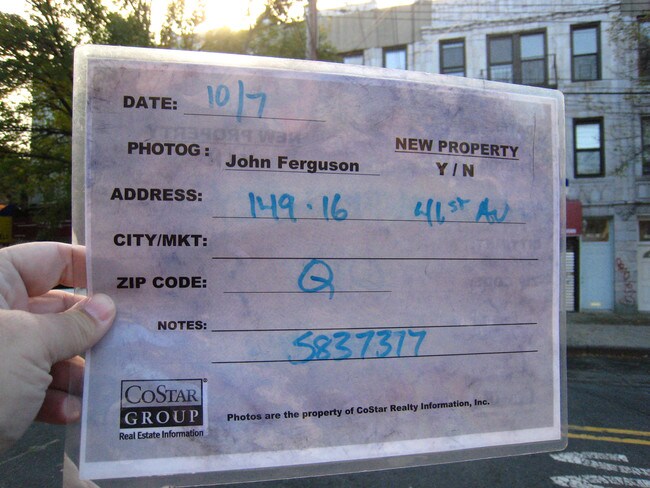 DATE: 10/7
PHOTOG: John Ferguson
NEW PROPERTY
Y / N
ADDRESS: 149-16 41st Av
CITY/MKT:
ZIP CODE: Q
NOTES:
5837377
COSTAR
GROUP
Real Estate Information
Photos are the property of CoStar Realty Information, Inc.